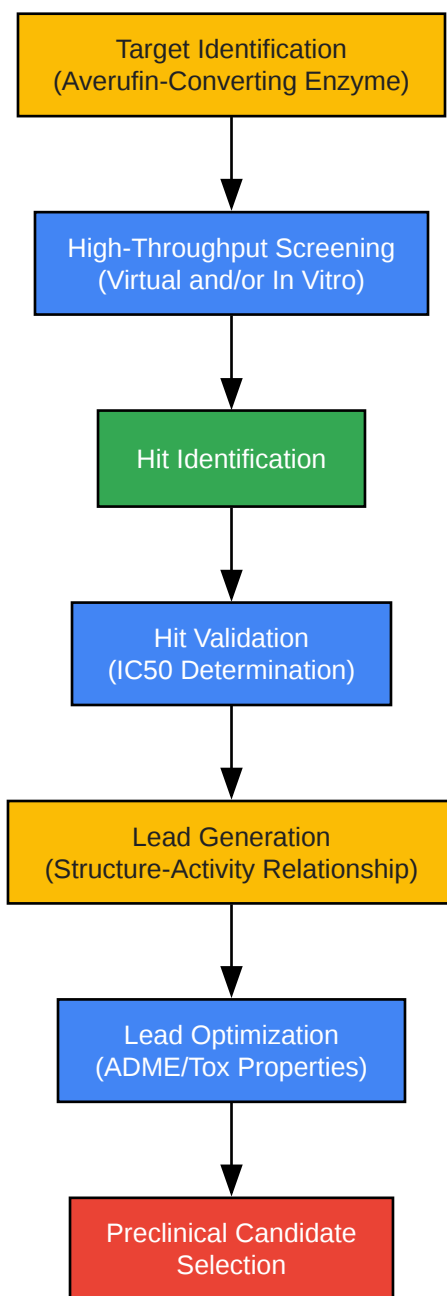 Target Identification
(Averufin-Converting Enzyme)
High-Throughput Screening
(Virtual and/or In Vitro)
Hit Identification
Hit Validation
(IC50 Determination)
Lead Generation
(Structure-Activity Relationship)
Lead Optimization
(ADME/Tox Properties)
Preclinical Candidate
Selection